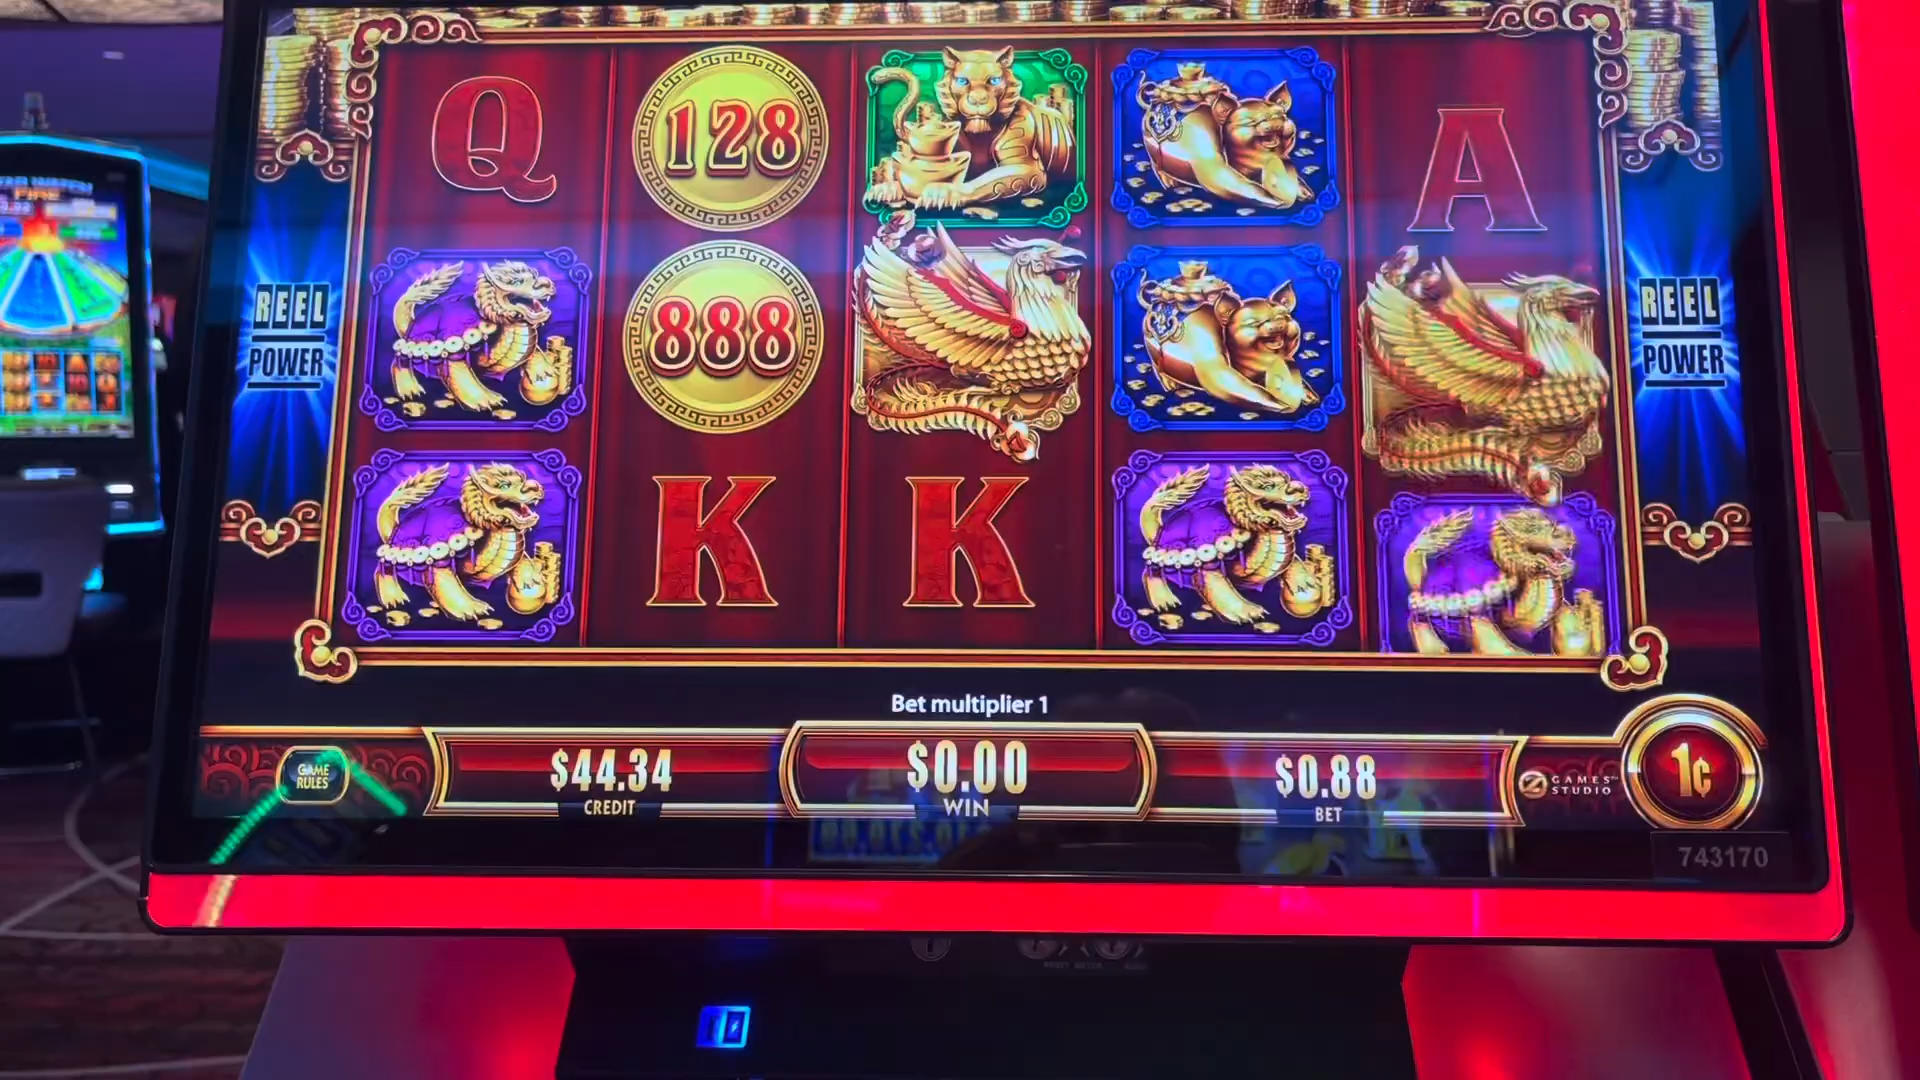 Q
128
A
888
REEL
POWER
REEL
POWER
K
K
Bet multiplier 1
GAME
RULES
$44.34
CREDIT
$0.00
WIN
$0.88
BET
GAMES
STUDIO
1¢
743170